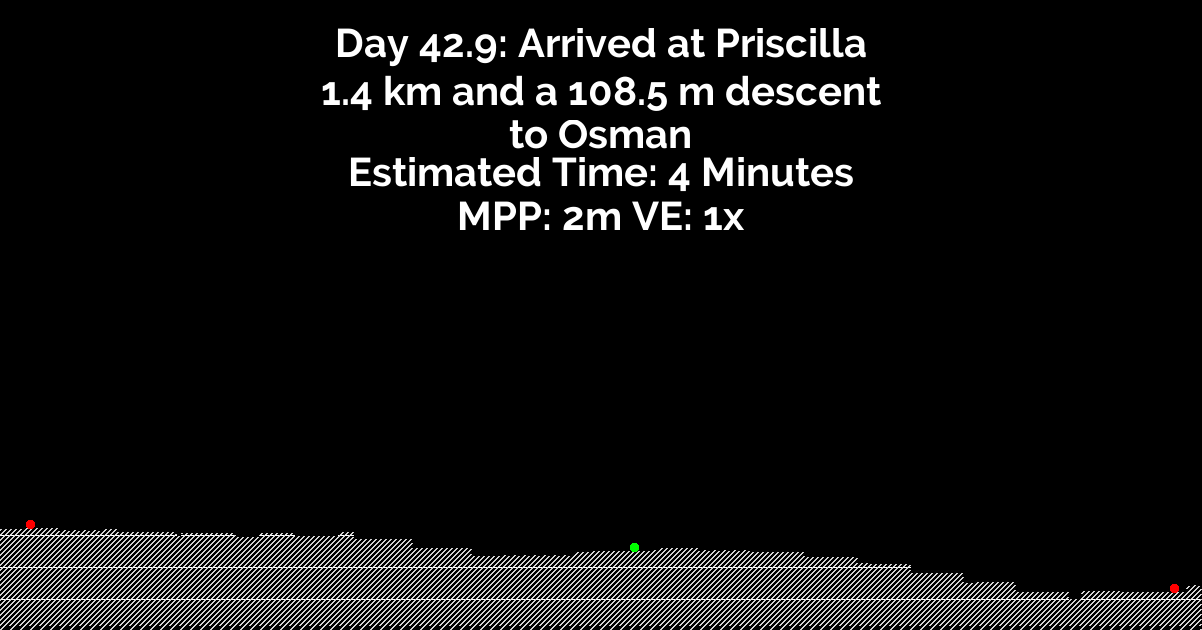 Day 42.9: Arrived at Priscilla
1.4 km and a 108.5 m descent
to Osman
Estimated Time: 4 Minutes
MPP: 2m VE: 1x